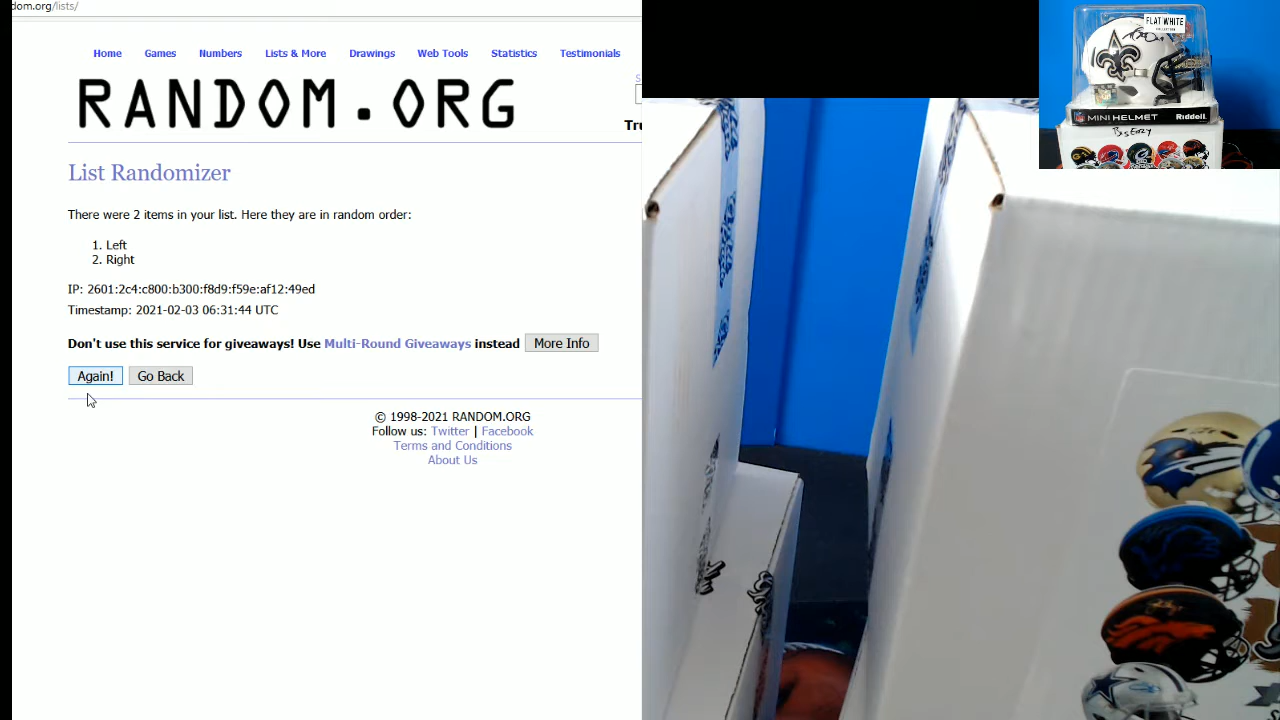 dom.org/lists/
Home Games Numbers Lists & More Drawings Web Tools Statistics Testimonials
RANDOM.ORG
Tru
List Randomizer
There were 2 items in your list. Here they are in random order:
1. Left
2. Right
IP: 2601:2c4:c800:b300:f8d9:f59e:af12:49ed
Timestamp: 2021-02-03 06:31:44 UTC
Don't use this service for giveaways! Use Multi-Round Giveaways instead More Info
Again! Go Back
© 1998-2021 RANDOM.ORG
Follow us: Twitter | Facebook
Terms and Conditions
About Us
FLAT WHITE
MINI HELMET Riddell